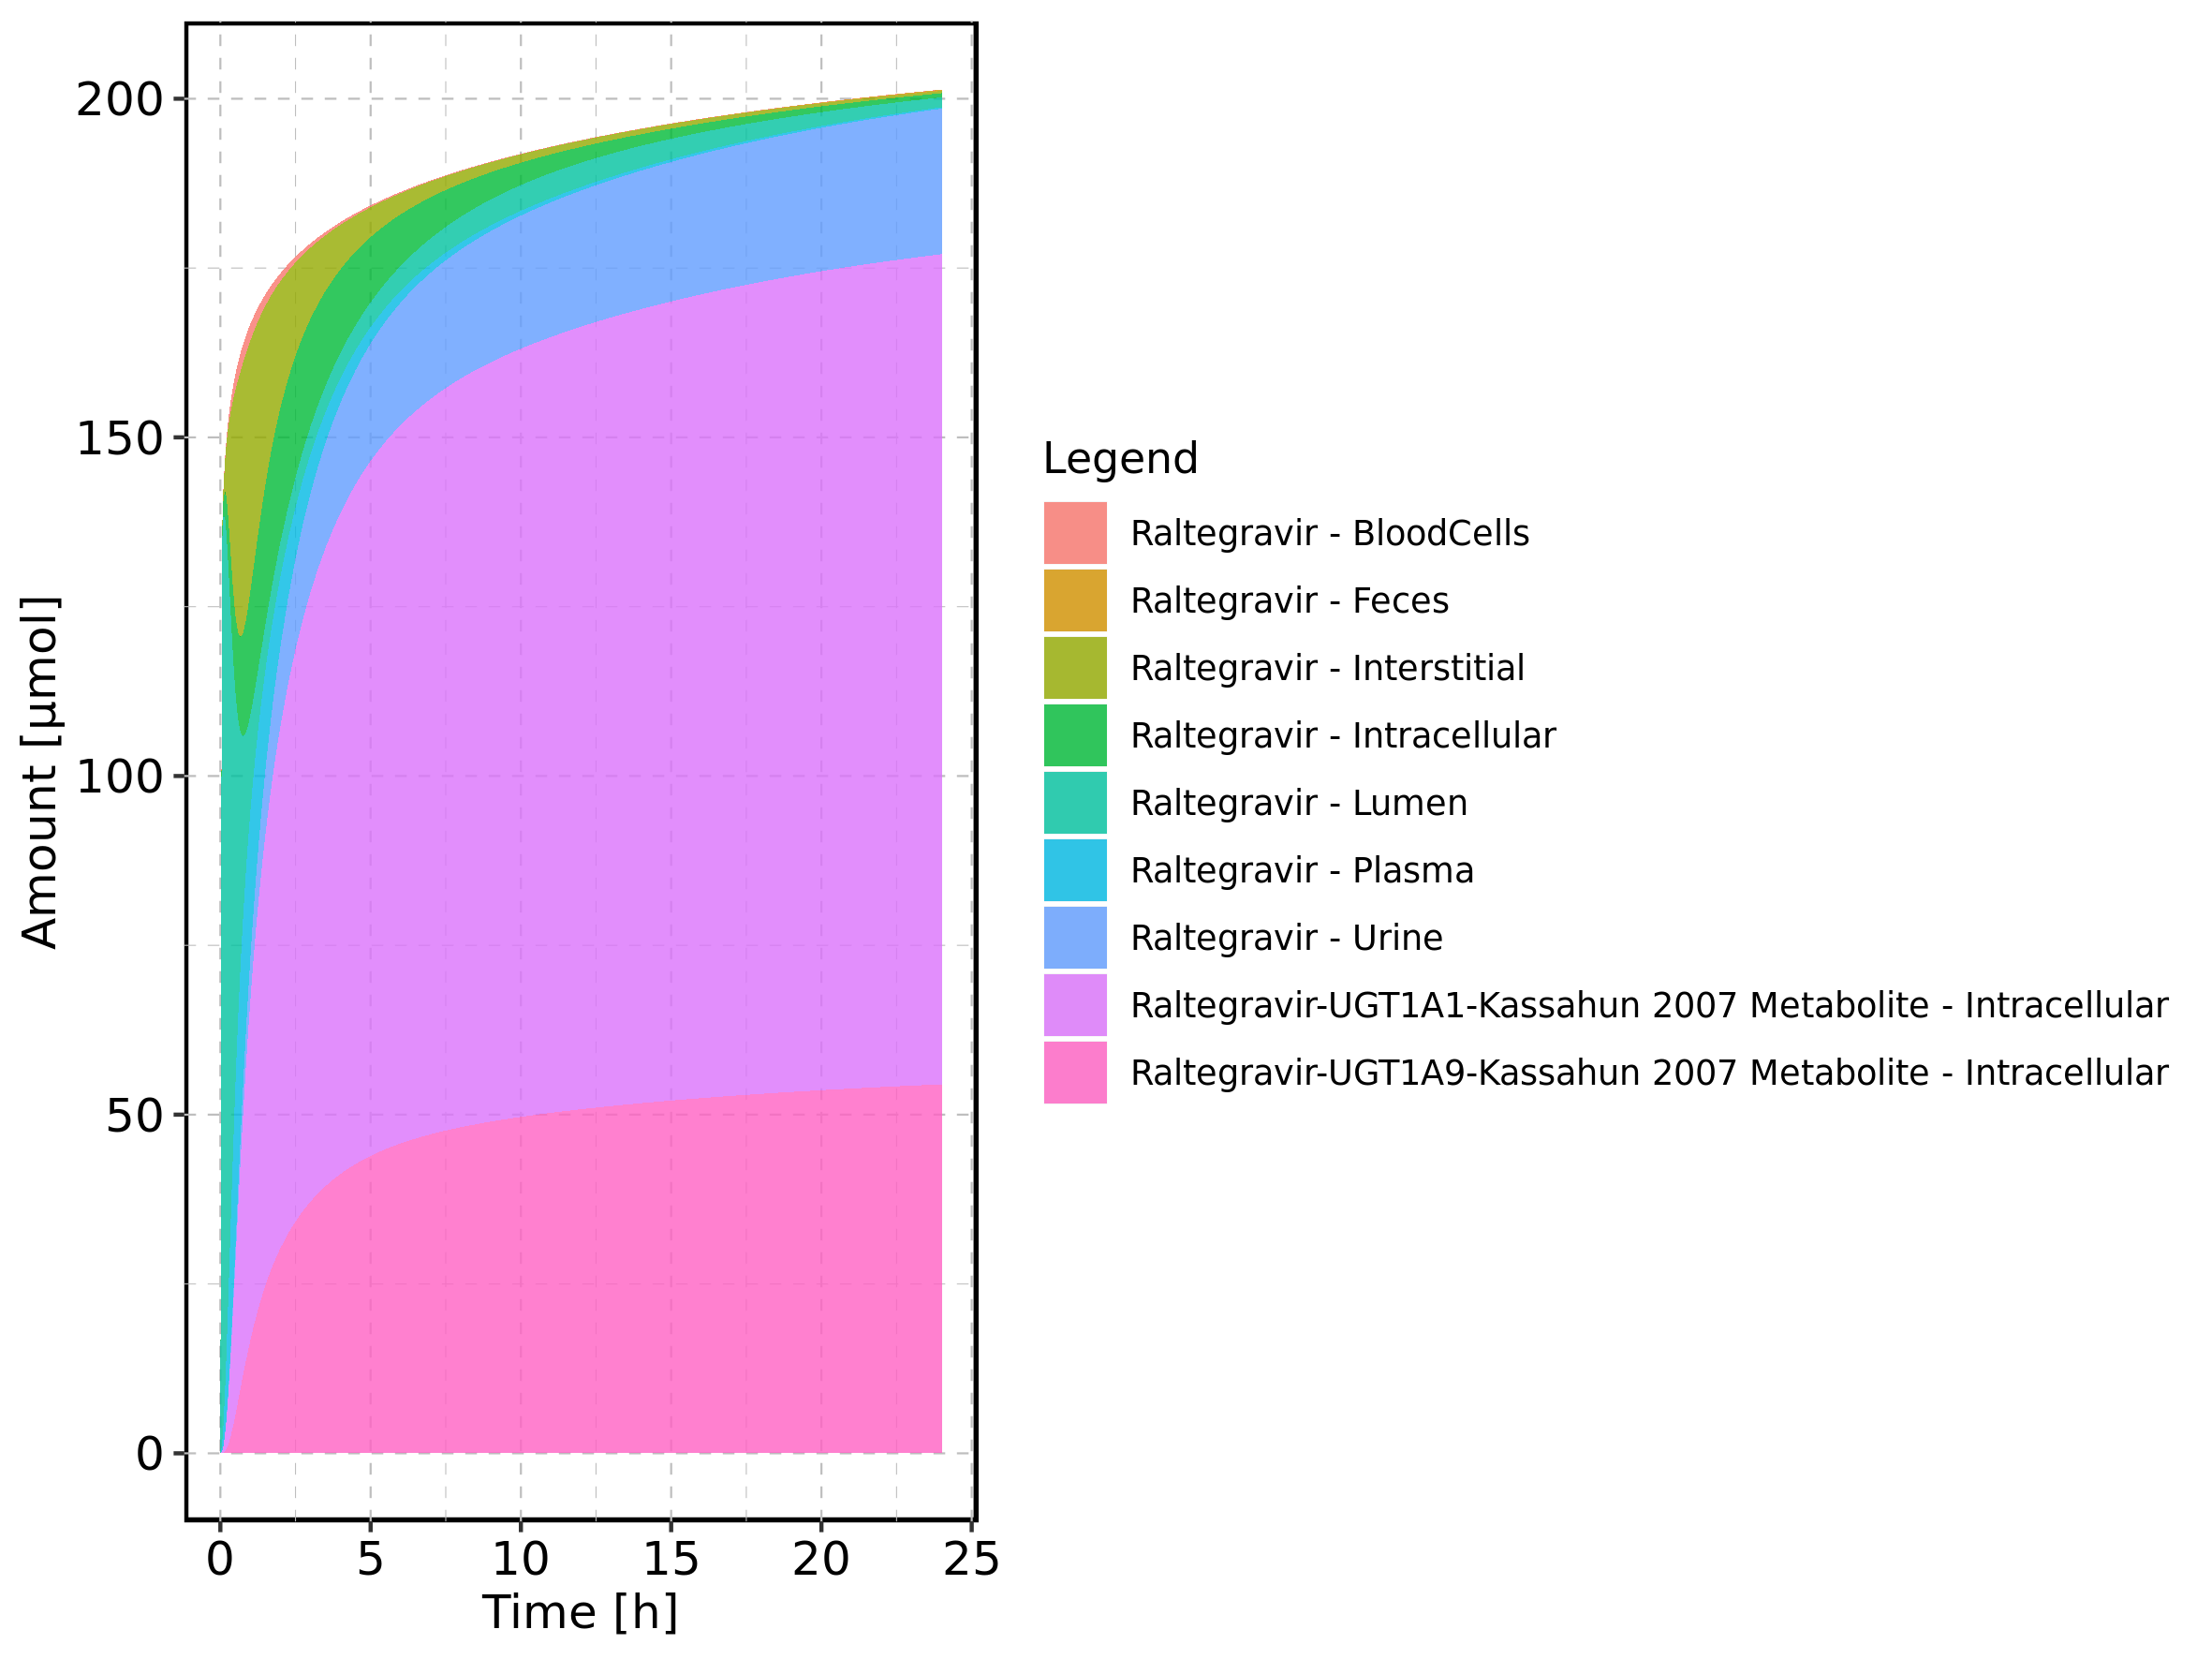 200
150
100
50
0
Amount [µmol]
0 5 10 15 20 25
Time [h]
Legend
Raltegravir - BloodCells
Raltegravir - Feces
Raltegravir - Interstitial
Raltegravir - Intracellular
Raltegravir - Lumen
Raltegravir - Plasma
Raltegravir - Urine
Raltegravir-UGT1A1-Kassahun 2007 Metabolite - Intracellular
Raltegravir-UGT1A9-Kassahun 2007 Metabolite - Intracellular